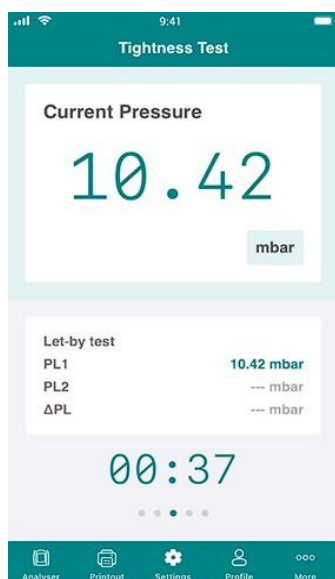 9:41
Tightness Test
Current Pressure
10.42
mbar
Let-by test
PL1 10.42 mbar
PL2 --- mbar
ΔPL --- mbar
00:37
Analyser Printout Settings Profile More